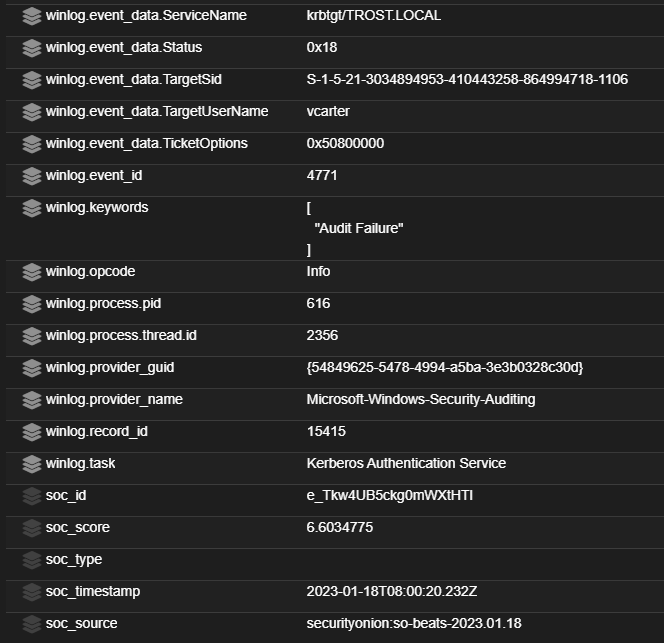 winlog.event_data.ServiceName krbtgt/TROST.LOCAL
winlog.event_data.Status 0x18
winlog.event_data.TargetSid S-1-5-21-3034894953-410443258-864994718-1106
winlog.event_data.TargetUserName vcarter
winlog.event_data.TicketOptions 0x50800000
winlog.event_id 4771
winlog.keywords [
"Audit Failure"
]
winlog.opcode Info
winlog.process.pid 616
winlog.process.thread.id 2356
winlog.provider_guid {54849625-5478-4994-a5ba-3e3b0328c30d}
winlog.provider_name Microsoft-Windows-Security-Auditing
winlog.record_id 15415
winlog.task Kerberos Authentication Service
soc_id e_Tkw4UB5ckg0mWXtHTI
soc_score 6.6034775
soc_type
soc_timestamp 2023-01-18T08:00:20.232Z
soc_source securityonion:so-beats-2023.01.18